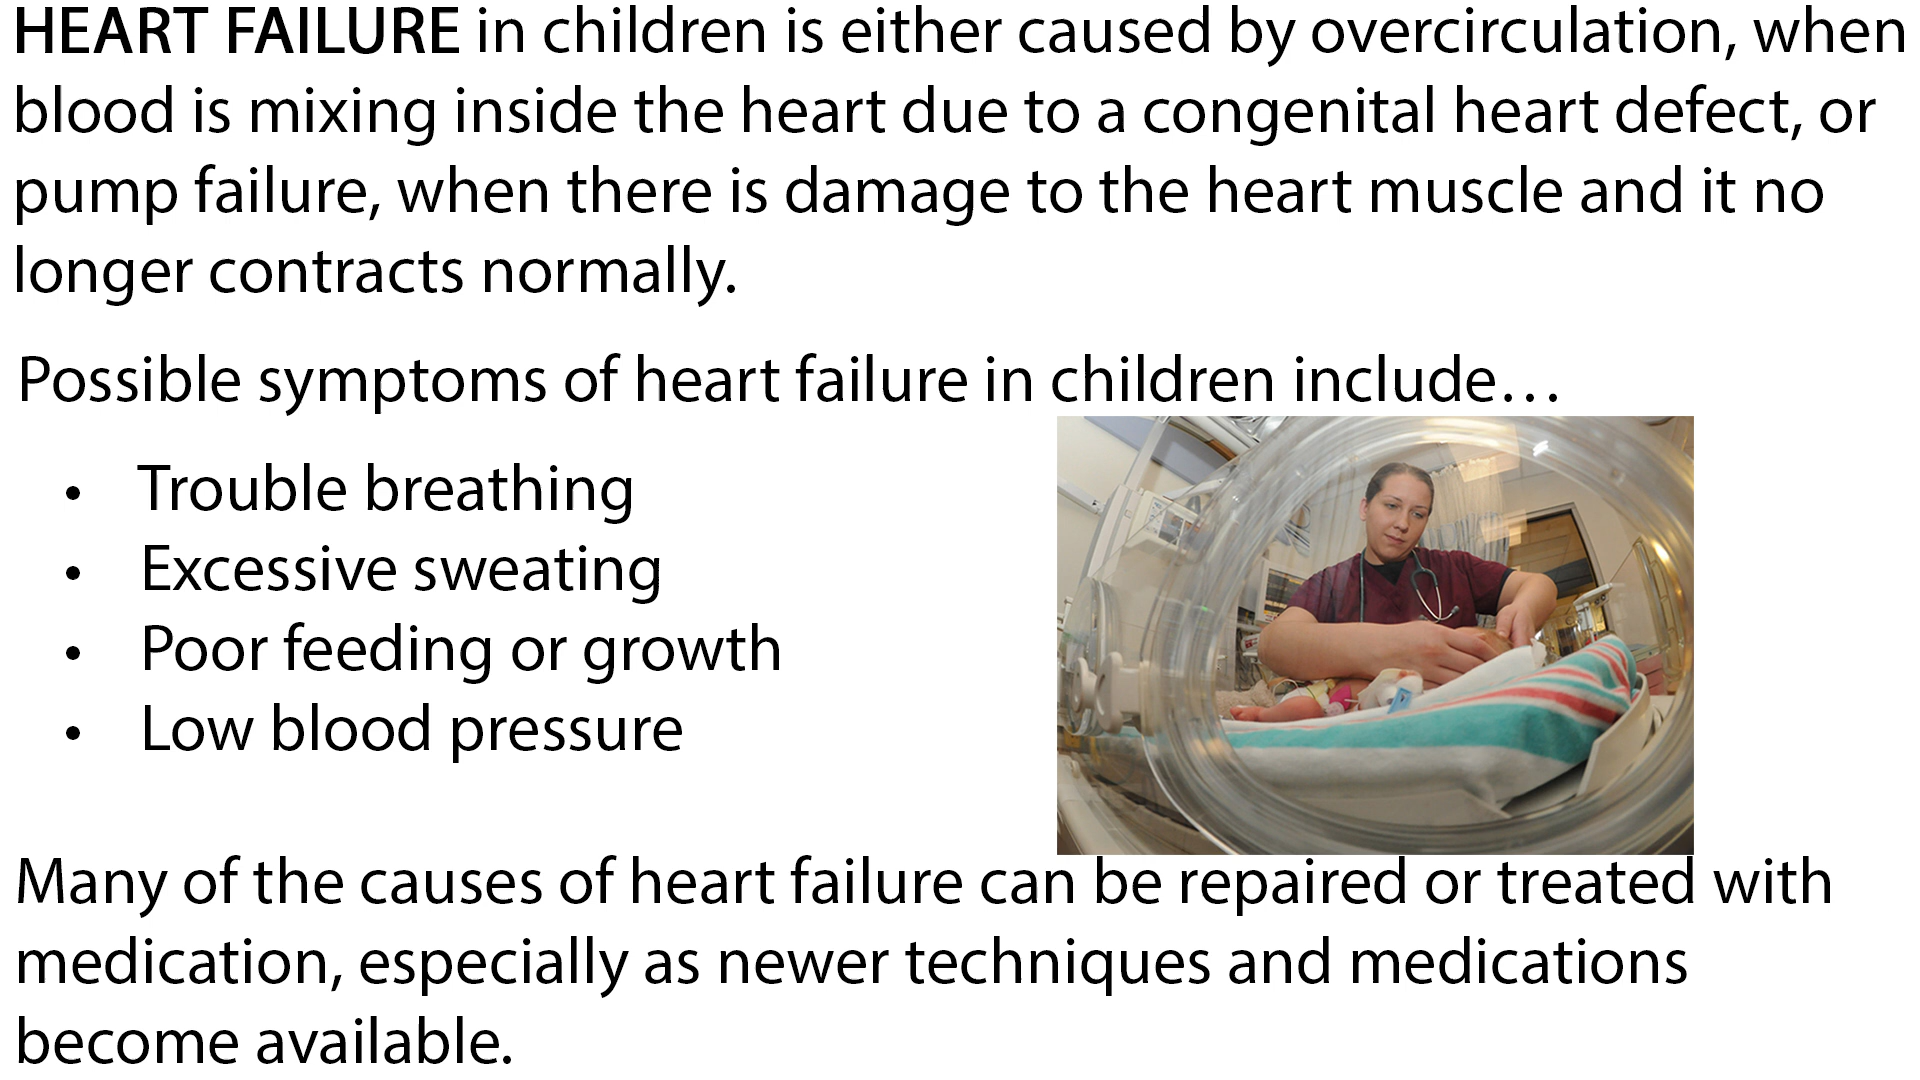 HEART FAILURE in children is either caused by overcirculation, when
blood is mixing inside the heart due to a congenital heart defect, or
pump failure, when there is damage to the heart muscle and it no
longer contracts normally.
Possible symptoms of heart failure in children include…
• Trouble breathing
• Excessive sweating
• Poor feeding or growth
• Low blood pressure
Many of the causes of heart failure can be repaired or treated with
medication, especially as newer techniques and medications
become available.